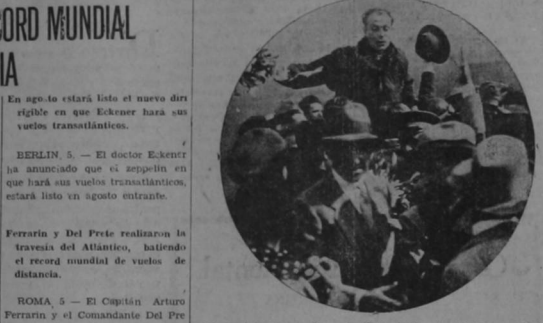 CORD MUNDIAL
IA
En agosto estará listo el nuevo diri
rigible en que Eckener hará sus
vuelos transatlánticos.
BERLIN, 5. — El doctor Eckener
ha anunciado que el zeppelin en
que hará sus vuelos transatlánticos,
estará listo en agosto entrante.
Ferrarin y Del Prete realizaron la
travesía del Atlántico, batiendo
el record mundial de vuelos de
distancia.
ROMA, 5 — El Capitán Arturo
Ferrarin y el Comandante Del Pre